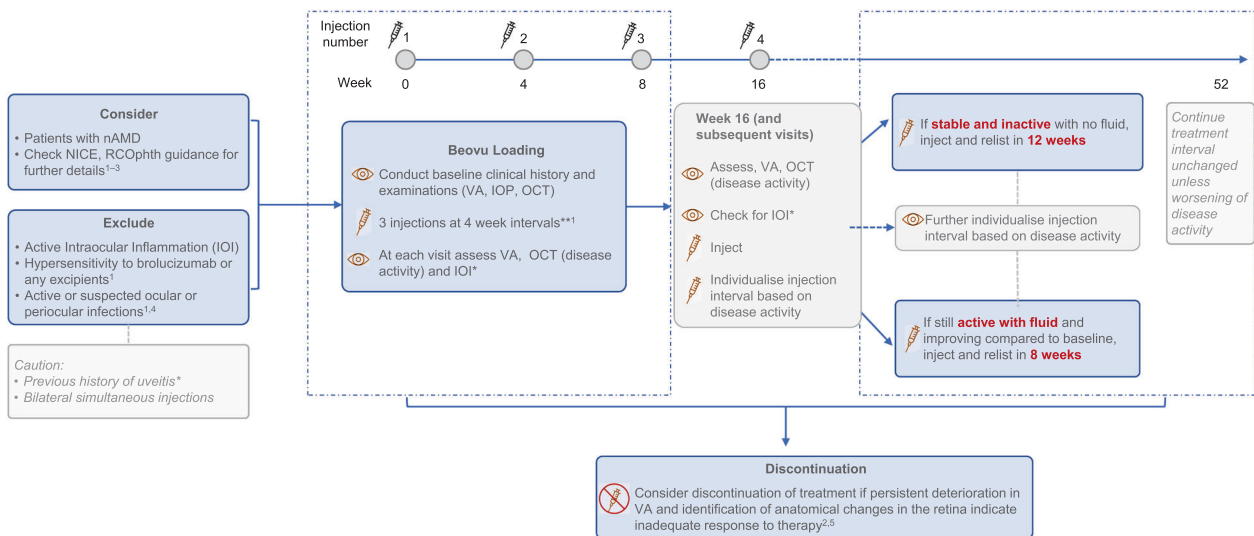 Injection
number
1
2
3
4
Week
0
4
8
16
52
Consider
• Patients with nAMD
• Check NICE, RCOphth guidance for
further details1–3
Exclude
• Active Intraocular Inflammation (IOI)
• Hypersensitivity to brolucizumab or
any excipients1
• Active or suspected ocular or
periocular infections1,4
Caution:
• Previous history of uveitis*
• Bilateral simultaneous injections
Beovu Loading
Conduct baseline clinical history and
examinations (VA, IOP, OCT)
3 injections at 4 week intervals**1
At each visit assess VA, OCT (disease
activity) and IOI*
Week 16 (and
subsequent visits)
Assess, VA, OCT
(disease activity)
Check for IOI*
Inject
Individualise injection
interval based on
disease activity
If stable and inactive with no fluid,
inject and relist in 12 weeks
Further individualise injection
interval based on disease activity
If still active with fluid and
improving compared to baseline,
inject and relist in 8 weeks
Continue
treatment
interval
unchanged
unless
worsening of
disease
activity
Discontinuation
Consider discontinuation of treatment if persistent deterioration in
VA and identification of anatomical changes in the retina indicate
inadequate response to therapy2,5